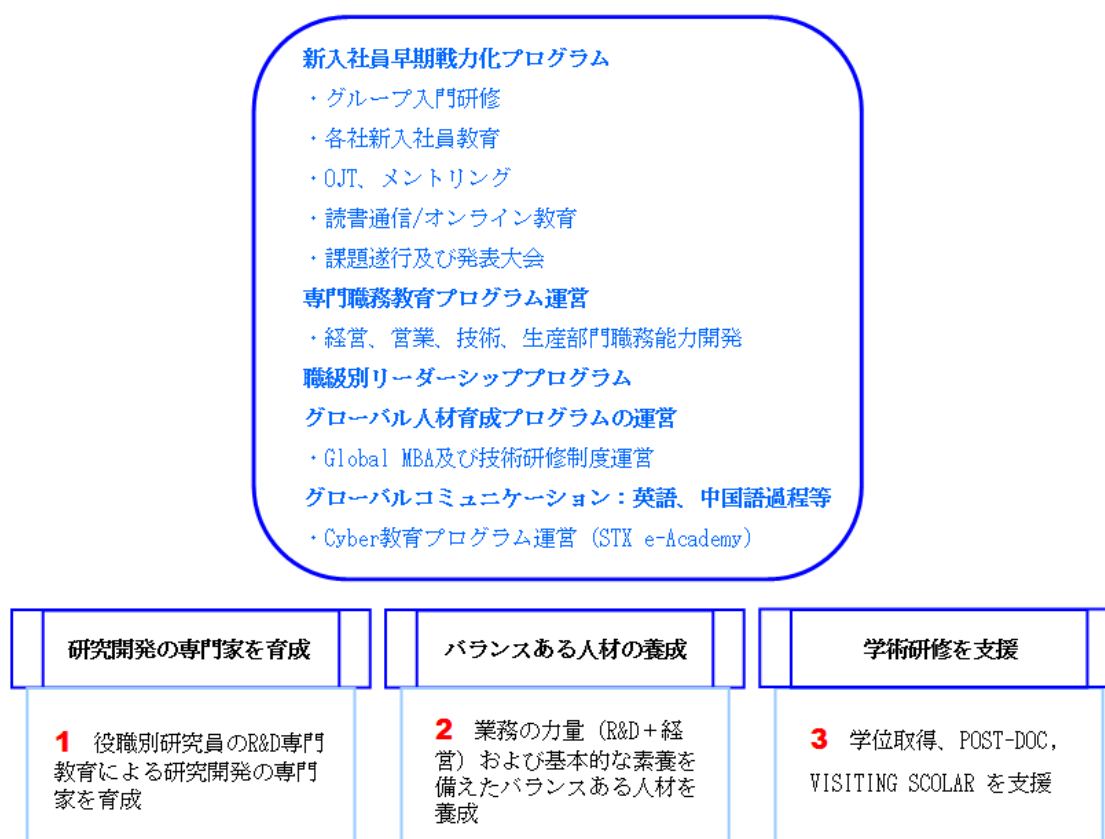 新入社員早期戦力化プログラム
・グループ入門研修
・各社新入社員教育
・OJT、メントリング
・読書通信/オンライン教育
・課題遂行及び発表大会
専門職務教育プログラム運営
・経営、営業、技術、生産部門職務能力開発
職級別リーダーシッププログラム
グローバル人材育成プログラムの運営
・Global MBA及び技術研修制度運営
グローバルコミュニケーション：英語、中国語過程等
・Cyber教育プログラム運営（STX e-Academy）
研究開発の専門家を育成
1 役職別研究員のR&D専門
教育による研究開発の専門
家を育成
バランスある人材の養成
2 業務の力量（R&D＋経
営）および基本的な素養を
備えたバランスある人材を
養成
学術研修を支援
3 学位取得、POST-DOC，
VISITING SCOLAR を支援